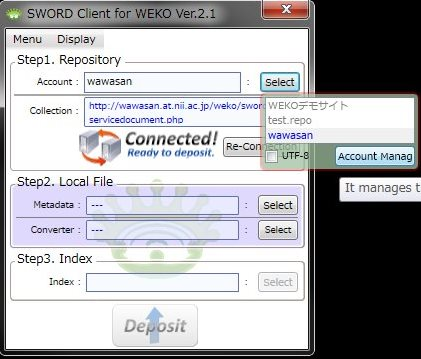 SWORD Client for WEKO Ver.2.1
Menu Display
Step1. Repository
Account : wawasan : Select
Collection : http://wawasan.at.nii.ac.jp/weko/sword
servicedocument.php
Connected!
Ready to deposit.
Re-Connection
WEKOデモサイト
test.repo
wawasan
UTF-8 Account Manag
It manages t
Step2. Local File
Metadata : --- : Select
Converter : --- : Select
Step3. Index
Index : : Select
Deposit